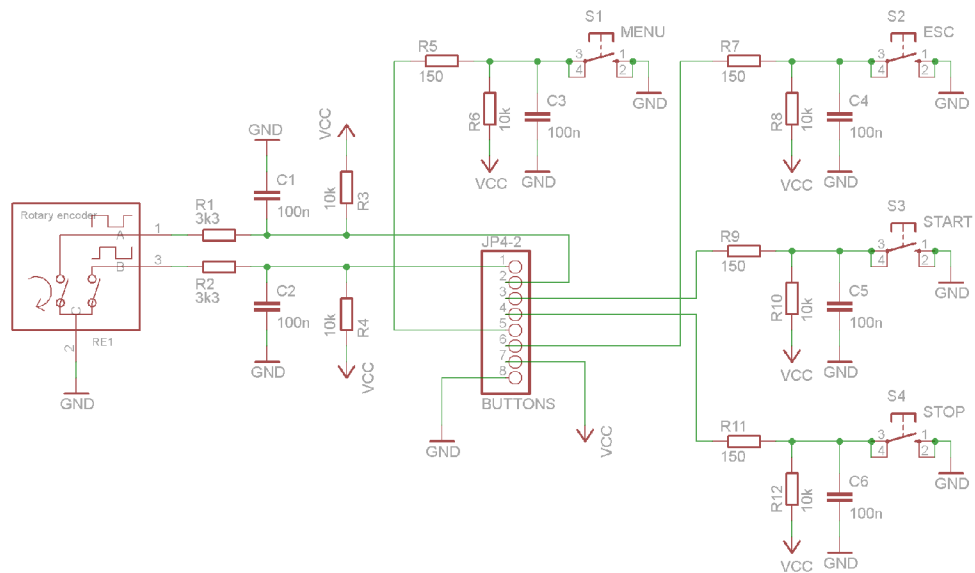 S1
MENU
R5
150
3
4
1
2
GND
R6
10k
VCC
C3
100n
GND
S2
ESC
R7
150
3
4
1
2
GND
R8
10k
VCC
C4
100n
GND
GND
C1
100n
VCC
10k
R3
Rotary encoder
A
B
C
1
3
2
RE1
GND
R1
3k3
R2
3k3
C2
100n
GND
10k
R4
VCC
JP4-2
1
2
3
4
5
6
7
8
BUTTONS
GND
VCC
S3
START
R9
150
3
4
1
2
GND
R10
10k
VCC
C5
100n
GND
S4
STOP
R11
150
3
4
1
2
GND
R12
10k
VCC
C6
100n
GND